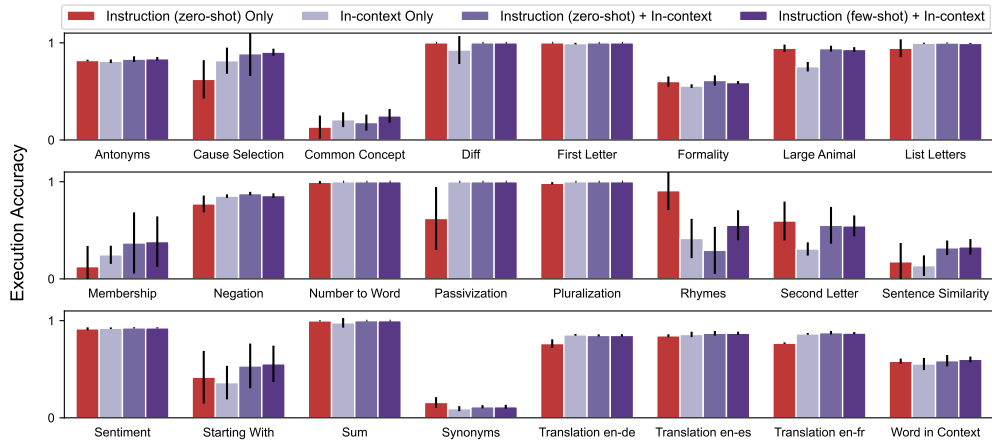 Instruction (zero-shot) Only In-context Only Instruction (zero-shot) + In-context Instruction (few-shot) + In-context
Execution Accuracy
1
0
Antonyms Cause Selection Common Concept Diff First Letter Formality Large Animal List Letters
1
0
Membership Negation Number to Word Passivization Pluralization Rhymes Second Letter Sentence Similarity
1
0
Sentiment Starting With Sum Synonyms Translation en-de Translation en-es Translation en-fr Word in Context